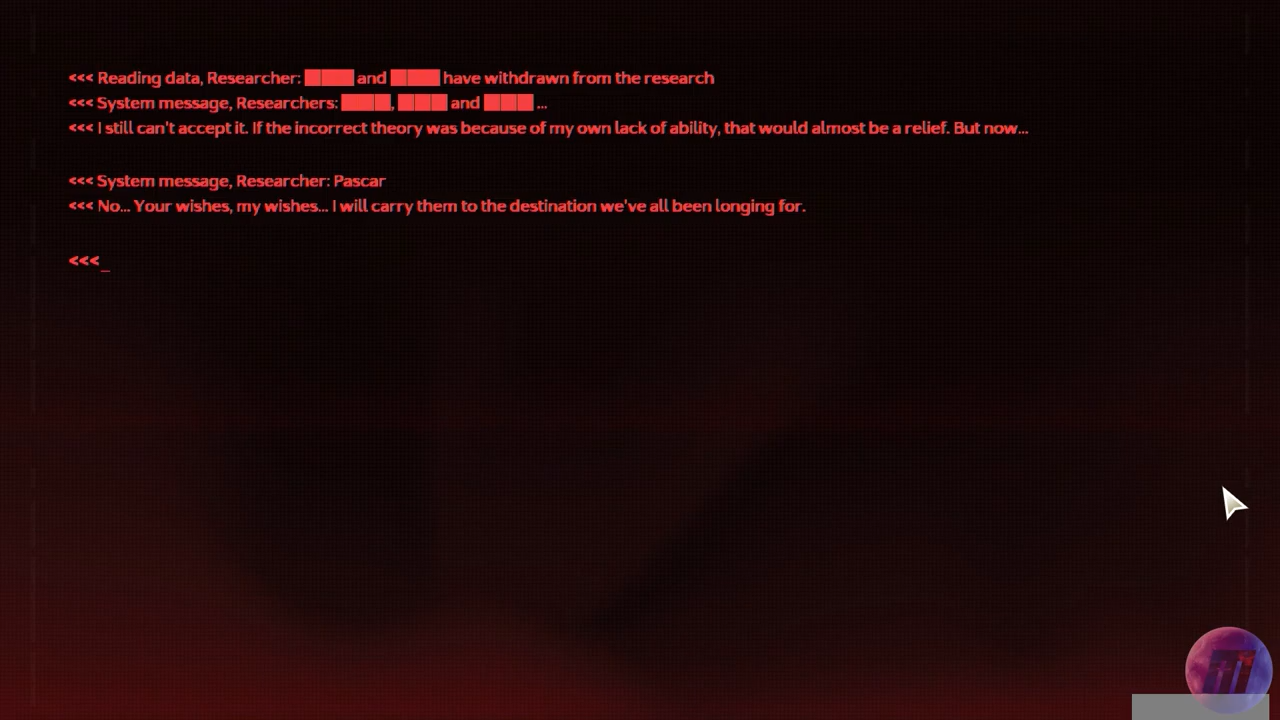 <<< Reading data, Researcher: ████ and ████ have withdrawn from the research
<<< System message, Researchers: ████, ████ and ████ ...
<<< I still can't accept it. If the incorrect theory was because of my own lack of ability, that would almost be a relief. But now...
<<< System message, Researcher: Pascar
<<< No... Your wishes, my wishes... I will carry them to the destination we've all been longing for.
<<<_